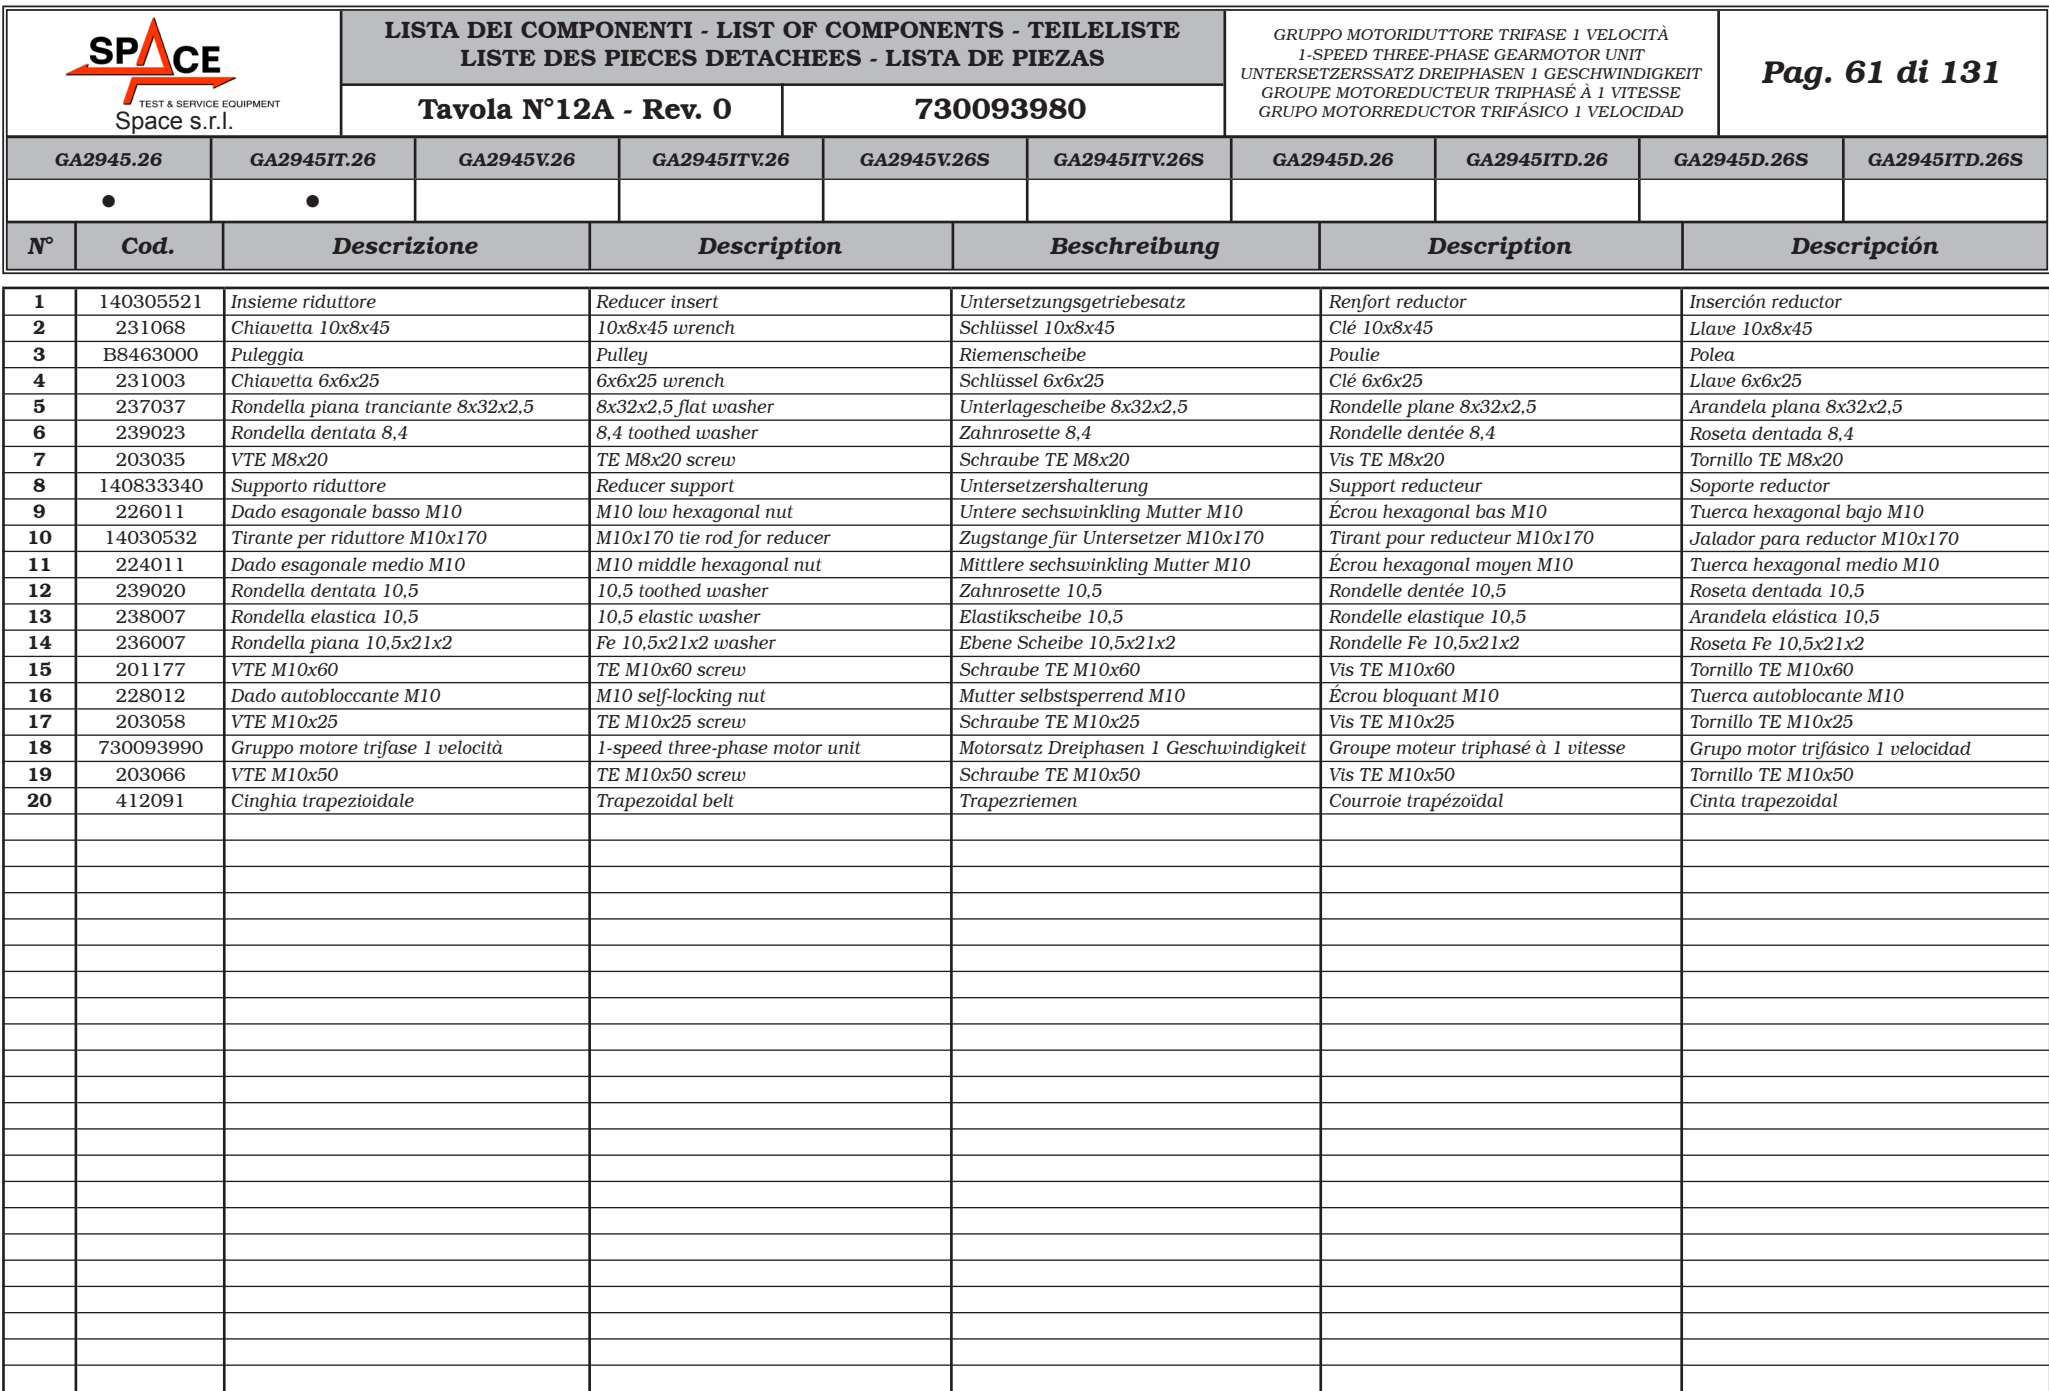 SPACE
TEST & SERVICE EQUIPMENT
Space s.r.l.
LISTA DEI COMPONENTI - LIST OF COMPONENTS - TEILELISTE
LISTE DES PIECES DETACHEES - LISTA DE PIEZAS
Tavola N°12A - Rev. 0 730093980
GRUPPO MOTORIDUTTORE TRIFASE 1 VELOCITÀ
1-SPEED THREE-PHASE GEARMOTOR UNIT
UNTERSETZERSSATZ DREIPHASEN 1 GESCHWINDIGKEIT
GROUPE MOTOREDUCTEUR TRIPHASÉ À 1 VITESSE
GRUPO MOTORREDUCTOR TRIFÁSICO 1 VELOCIDAD
Pag. 61 di 131
GA2945.26 GA2945IT.26 GA2945V.26 GA2945ITV.26 GA2945V.26S GA2945ITV.26S GA2945D.26 GA2945ITD.26 GA2945D.26S GA2945ITD.26S
● ●
N° Cod. Descrizione Description Beschreibung Description Descripción
1 140305521 Insieme riduttore Reducer insert Untersetzungsgetriebesatz Renfort reductor Inserción reductor
2 231068 Chiavetta 10x8x45 10x8x45 wrench Schlüssel 10x8x45 Clé 10x8x45 Llave 10x8x45
3 B8463000 Puleggia Pulley Riemenscheibe Poulie Polea
4 231003 Chiavetta 6x6x25 6x6x25 wrench Schlüssel 6x6x25 Clé 6x6x25 Llave 6x6x25
5 237037 Rondella piana tranciante 8x32x2,5 8x32x2,5 flat washer Unterlagescheibe 8x32x2,5 Rondelle plane 8x32x2,5 Arandela plana 8x32x2,5
6 239023 Rondella dentata 8,4 8,4 toothed washer Zahnrosette 8,4 Rondelle dentée 8,4 Roseta dentada 8,4
7 203035 VTE M8x20 TE M8x20 screw Schraube TE M8x20 Vis TE M8x20 Tornillo TE M8x20
8 140833340 Supporto riduttore Reducer support Untersetzershalterung Support reducteur Soporte reductor
9 226011 Dado esagonale basso M10 M10 low hexagonal nut Untere sechswinkling Mutter M10 Écrou hexagonal bas M10 Tuerca hexagonal bajo M10
10 14030532 Tirante per riduttore M10x170 M10x170 tie rod for reducer Zugstange für Untersetzer M10x170 Tirant pour reducteur M10x170 Jalador para reductor M10x170
11 224011 Dado esagonale medio M10 M10 middle hexagonal nut Mittlere sechswinkling Mutter M10 Écrou hexagonal moyen M10 Tuerca hexagonal medio M10
12 239020 Rondella dentata 10,5 10,5 toothed washer Zahnrosette 10,5 Rondelle dentée 10,5 Roseta dentada 10,5
13 238007 Rondella elastica 10,5 10,5 elastic washer Elastikscheibe 10,5 Rondelle elastique 10,5 Arandela elástica 10,5
14 236007 Rondella piana 10,5x21x2 Fe 10,5x21x2 washer Ebene Scheibe 10,5x21x2 Rondelle Fe 10,5x21x2 Roseta Fe 10,5x21x2
15 201177 VTE M10x60 TE M10x60 screw Schraube TE M10x60 Vis TE M10x60 Tornillo TE M10x60
16 228012 Dado autobloccante M10 M10 self-locking nut Mutter selbstsperrend M10 Écrou bloquant M10 Tuerca autoblocante M10
17 203058 VTE M10x25 TE M10x25 screw Schraube TE M10x25 Vis TE M10x25 Tornillo TE M10x25
18 730093990 Gruppo motore trifase 1 velocità 1-speed three-phase motor unit Motorsatz Dreiphasen 1 Geschwindigkeit Groupe moteur triphasé à 1 vitesse Grupo motor trifásico 1 velocidad
19 203066 VTE M10x50 TE M10x50 screw Schraube TE M10x50 Vis TE M10x50 Tornillo TE M10x50
20 412091 Cinghia trapezioidale Trapezoidal belt Trapezriemen Courroie trapézoïdal Cinta trapezoidal